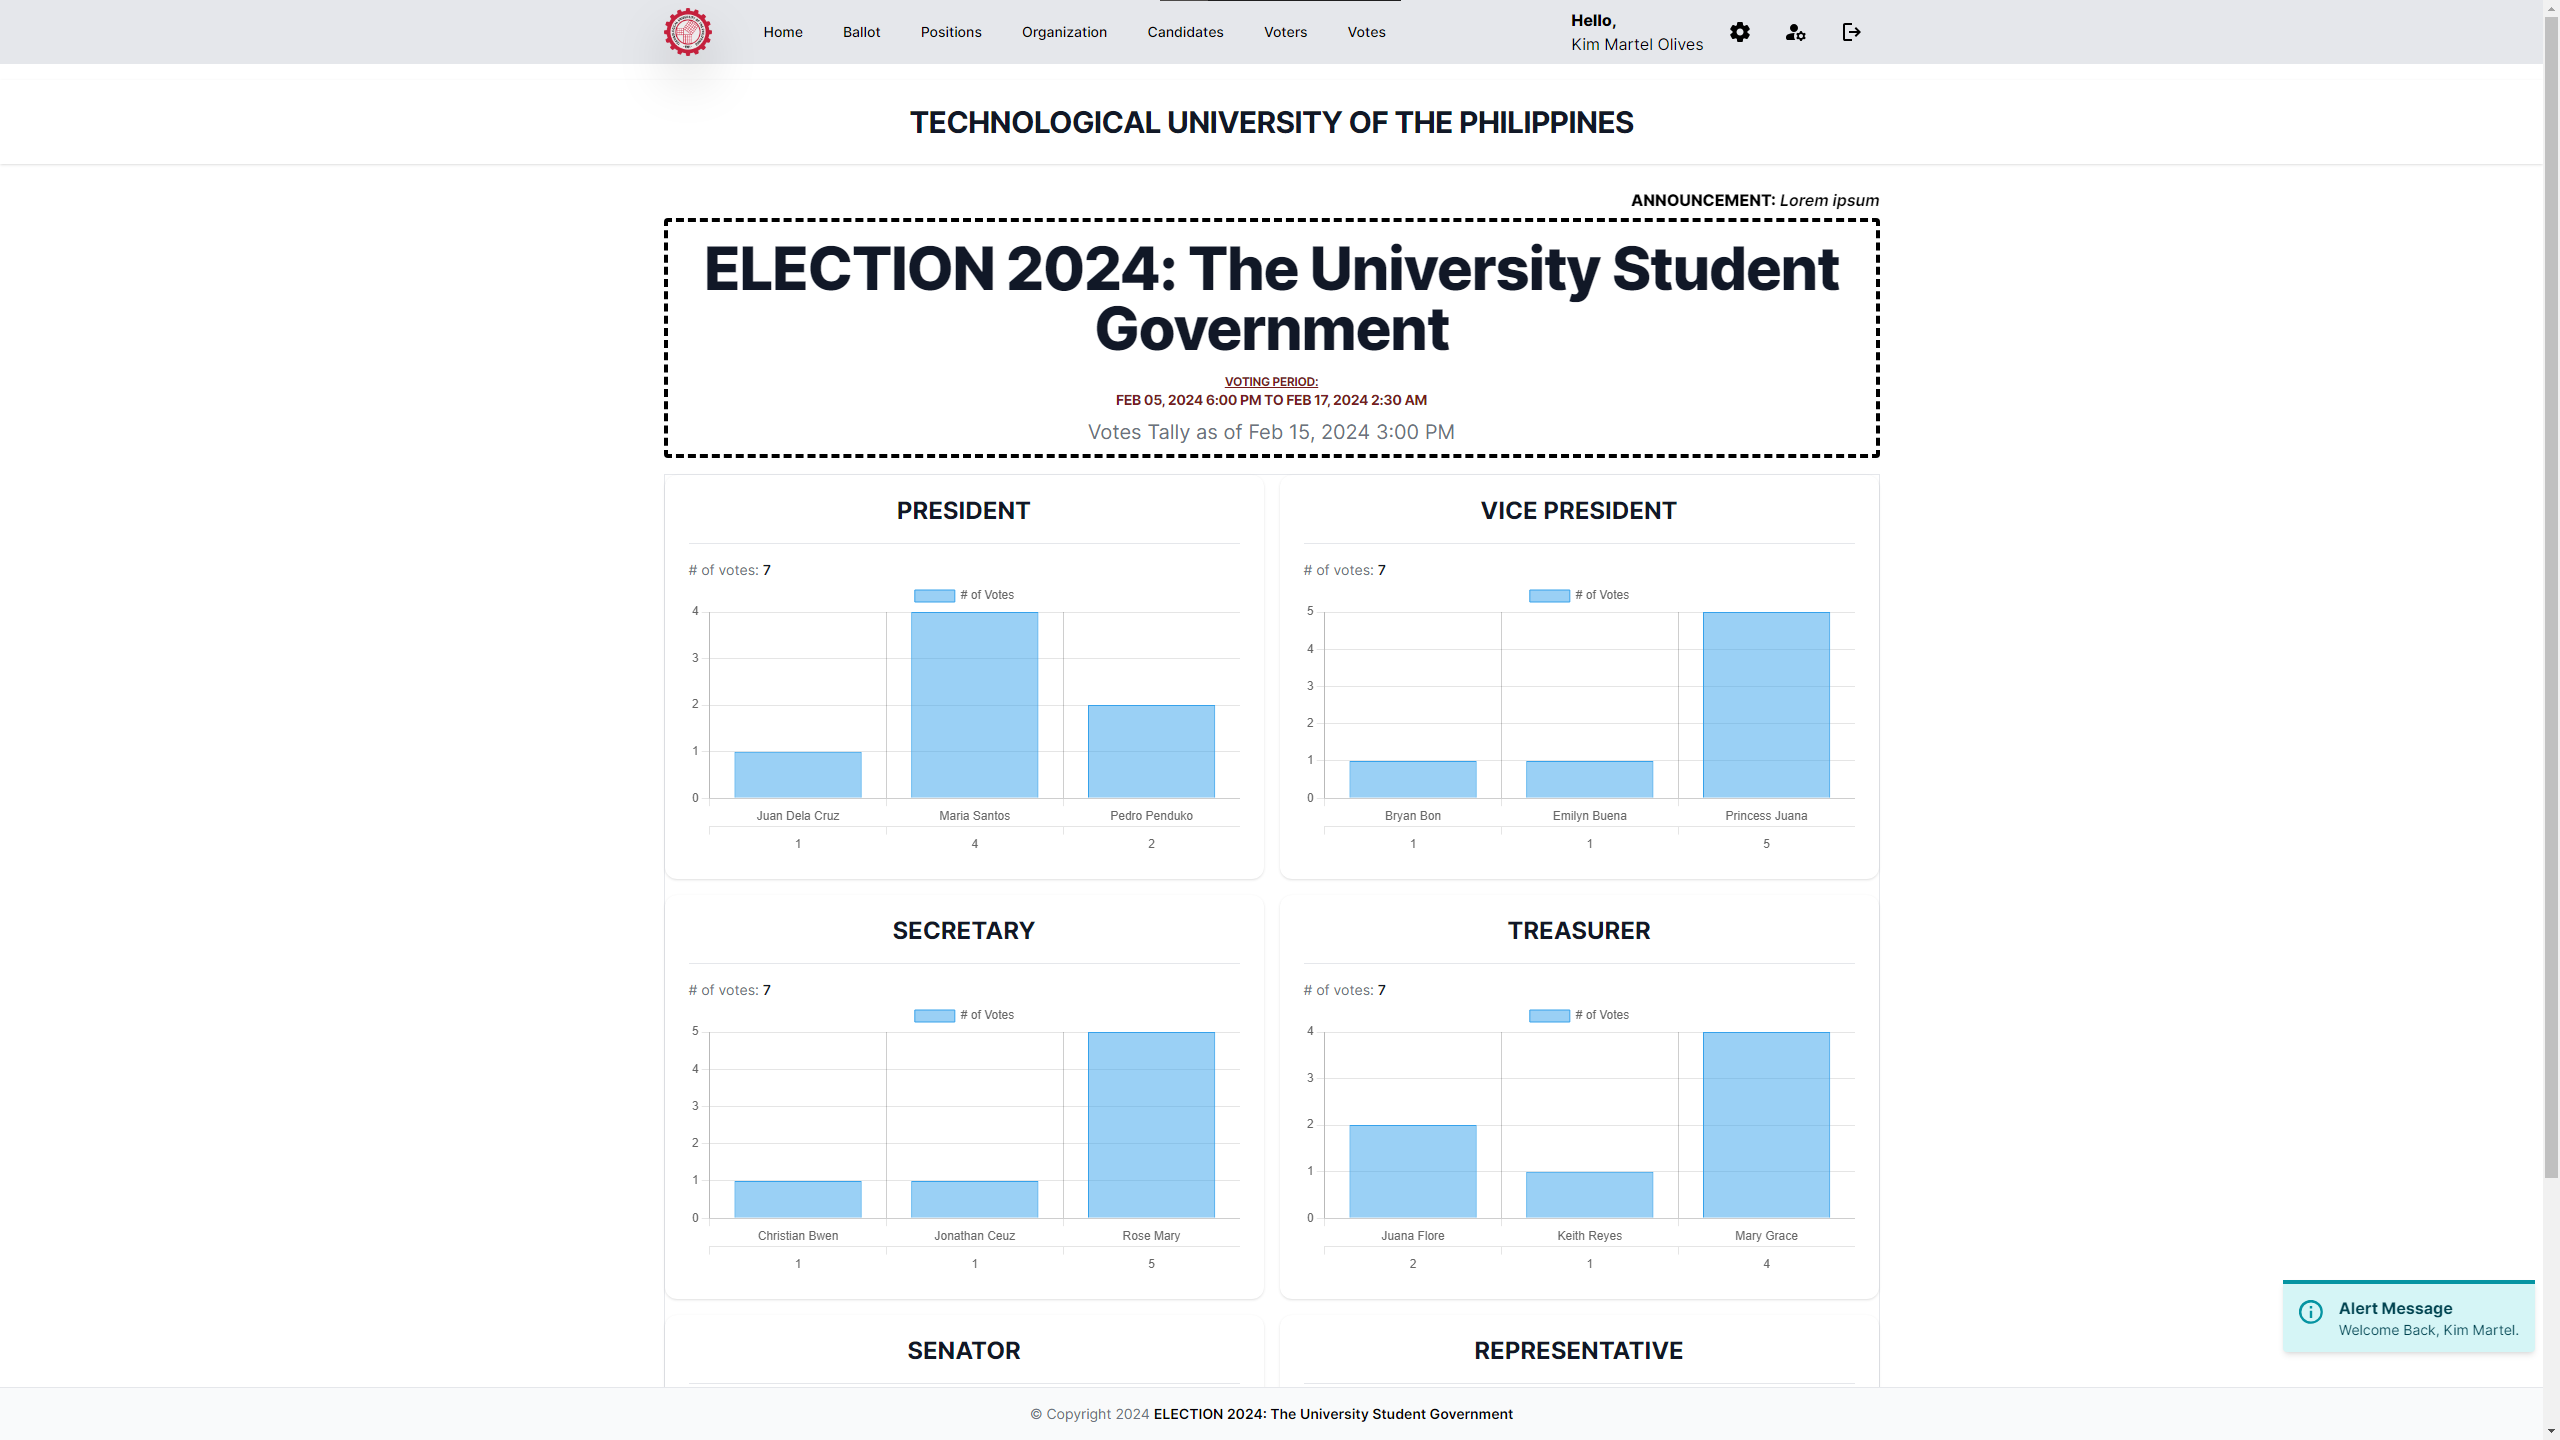 Home Ballot Positions Organization Candidates Voters Votes
Hello,
Kim Martel Olives
TECHNOLOGICAL UNIVERSITY OF THE PHILIPPINES
ANNOUNCEMENT: Lorem ipsum
ELECTION 2024: The University Student
Government
VOTING PERIOD:
FEB 05, 2024 6:00 PM TO FEB 17, 2024 2:30 AM
Votes Tally as of Feb 15, 2024 3:00 PM
PRESIDENT
# of votes: 7
# of Votes
4
3
2
1
0
Juan Dela Cruz Maria Santos Pedro Penduko
1 4 2
VICE PRESIDENT
# of votes: 7
# of Votes
5
4
3
2
1
0
Bryan Bon Emilyn Buena Princess Juana
1 1 5
SECRETARY
# of votes: 7
# of Votes
5
4
3
2
1
0
Christian Bwen Jonathan Ceuz Rose Mary
1 1 5
TREASURER
# of votes: 7
# of Votes
4
3
2
1
0
Juana Flore Keith Reyes Mary Grace
2 1 4
SENATOR
REPRESENTATIVE
Alert Message
Welcome Back, Kim Martel.
© Copyright 2024 ELECTION 2024: The University Student Government